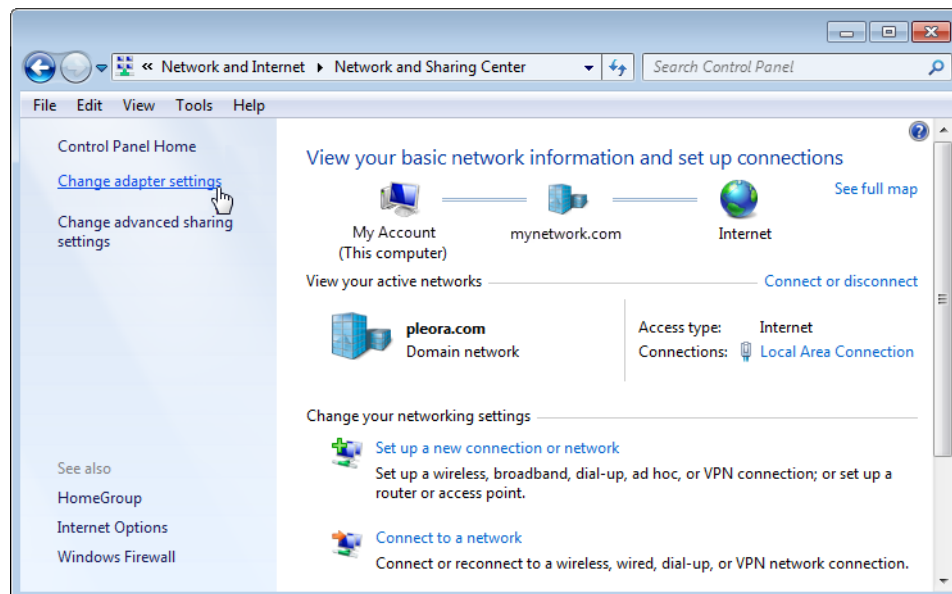 « Network and Internet Network and Sharing Center Search Control Panel
File Edit View Tools Help
Control Panel Home
Change adapter settings
Change advanced sharing
settings
See also
HomeGroup
Internet Options
Windows Firewall
View your basic network information and set up connections
See full map
My Account
(This computer)
mynetwork.com
Internet
View your active networks Connect or disconnect
pleora.com
Domain network
Access type: Internet
Connections: Local Area Connection
Change your networking settings
Set up a new connection or network
Set up a wireless, broadband, dial-up, ad hoc, or VPN connection; or set up a
router or access point.
Connect to a network
Connect or reconnect to a wireless, wired, dial-up, or VPN network connection.